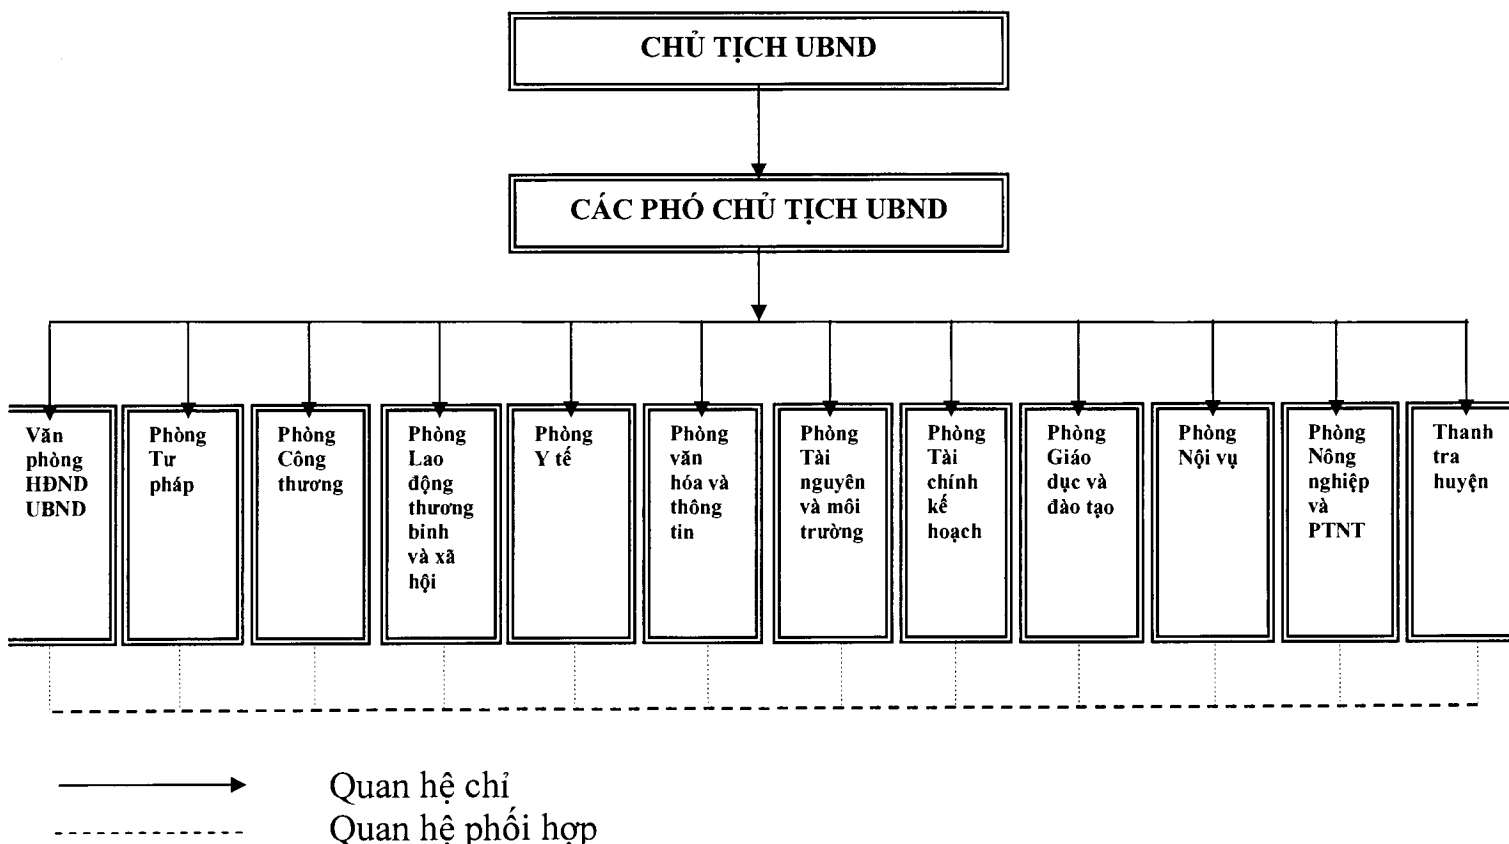 CHỦ TỊCH UBND
CÁC PHÓ CHỦ TỊCH UBND
Văn
phòng
HĐND
UBND
Phòng
Tư
pháp
Phòng
Công
thương
Phòng
Lao
động
thương
binh
và xã
hội
Phòng
Y tế
Phòng
văn
hóa và
thông
tin
Phòng
Tài
nguyên
và môi
trường
Phòng
Tài
chính
kế
hoạch
Phòng
Giáo
dục và
đào tạo
Phòng
Nội vụ
Phòng
Nông
nghiệp
và
PTNT
Thanh
tra
huyện
Quan hệ chỉ
Quan hệ phối hợp